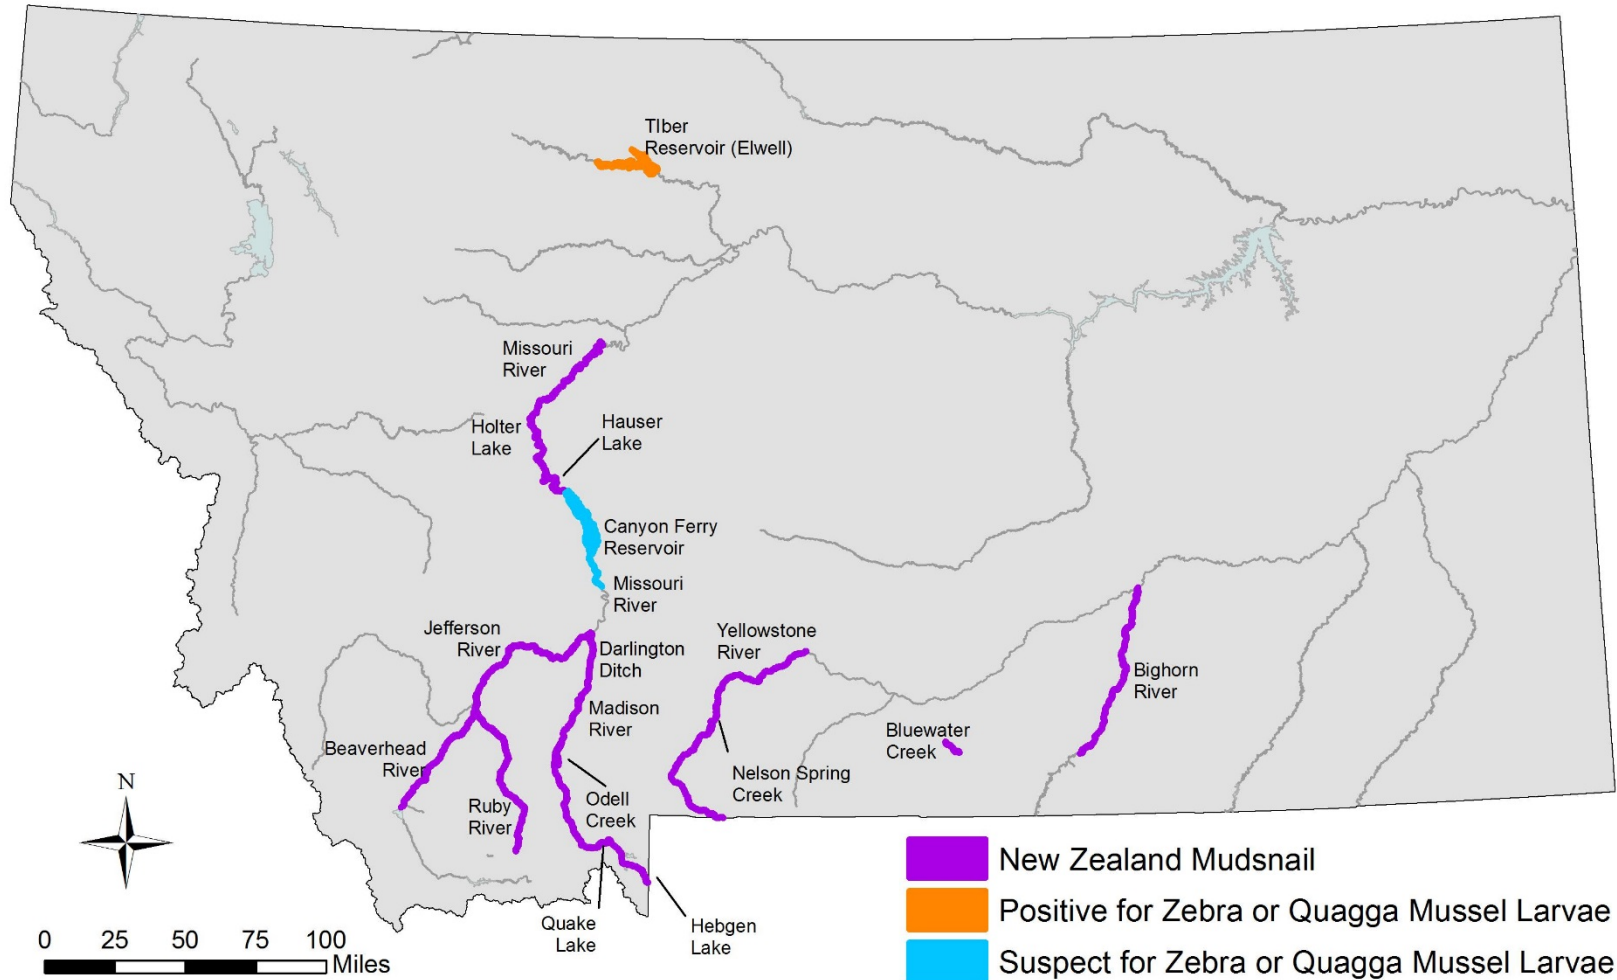 TIber
Reservoir (Elwell)
Missouri
River
Holter
Lake
Hauser
Lake
Canyon Ferry
Reservoir
Missouri
River
Jefferson
River
Darlington
Ditch
Yellowstone
River
Madison
River
Bighorn
River
Beaverhead
River
Bluewater
Creek
Nelson Spring
Creek
Ruby
River
Odell
Creek
Quake
Lake
Hebgen
Lake
N
0 25 50 75 100
Miles
New Zealand Mudsnail
Positive for Zebra or Quagga Mussel Larvae
Suspect for Zebra or Quagga Mussel Larvae